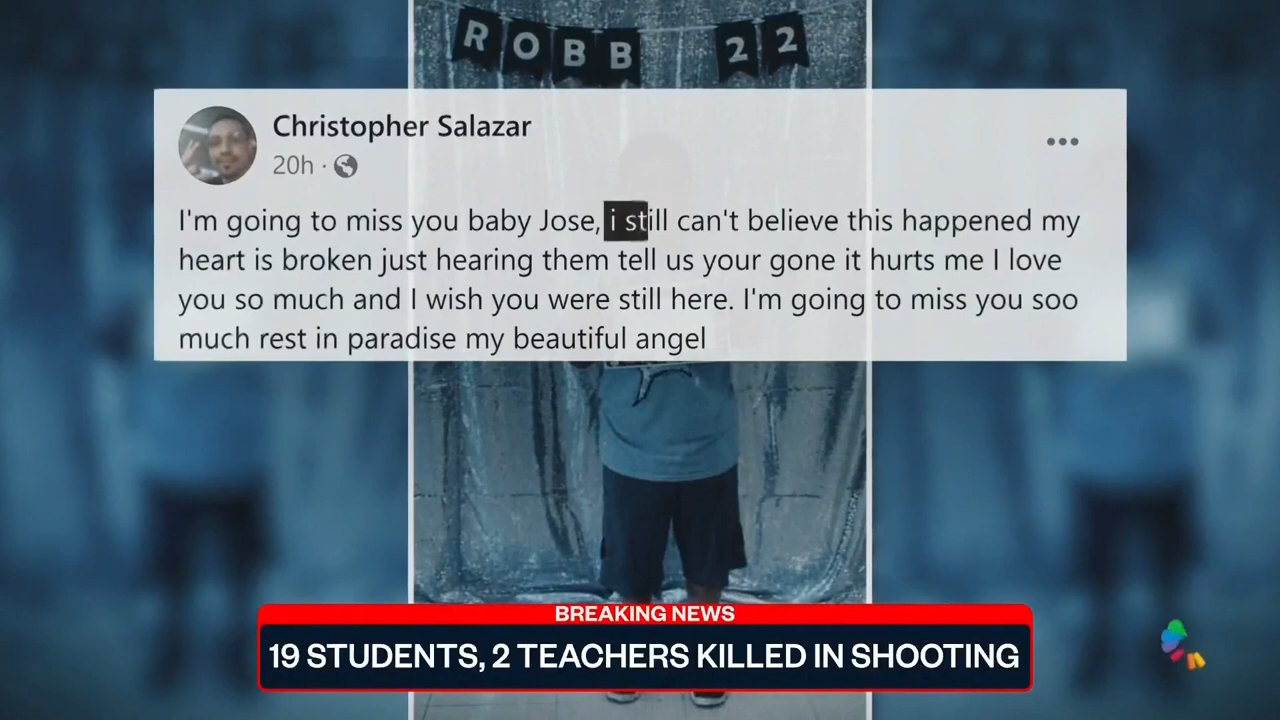 ROBB 22
Christopher Salazar
20h ·
I'm going to miss you baby Jose, i still can't believe this happened my
heart is broken just hearing them tell us your gone it hurts me I love
you so much and I wish you were still here. I'm going to miss you soo
much rest in paradise my beautiful angel
BREAKING NEWS
19 STUDENTS, 2 TEACHERS KILLED IN SHOOTING